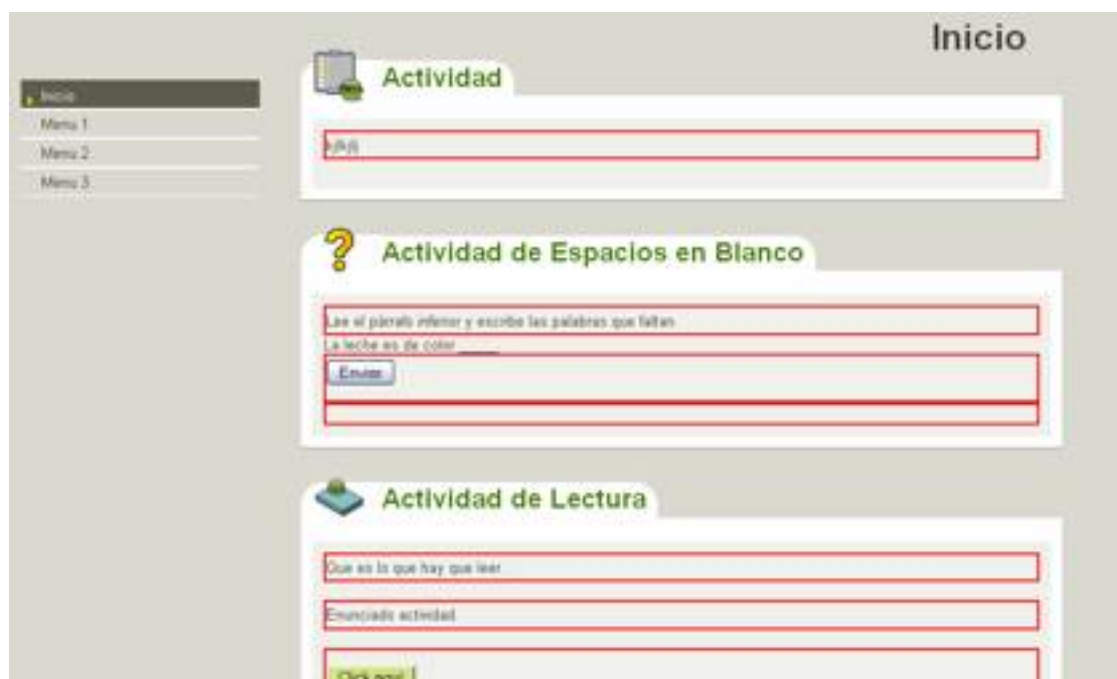 Inicio
Inicio
Menu 1
Menu 2
Menu 3
Actividad
Actividad de Espacios en Blanco
Lee el párrafo inferior y escribe las palabras que faltan
La leche es de color _____
Enviar
Actividad de Lectura
Que es lo que hay que leer
Enunciado actividad
Click aquí